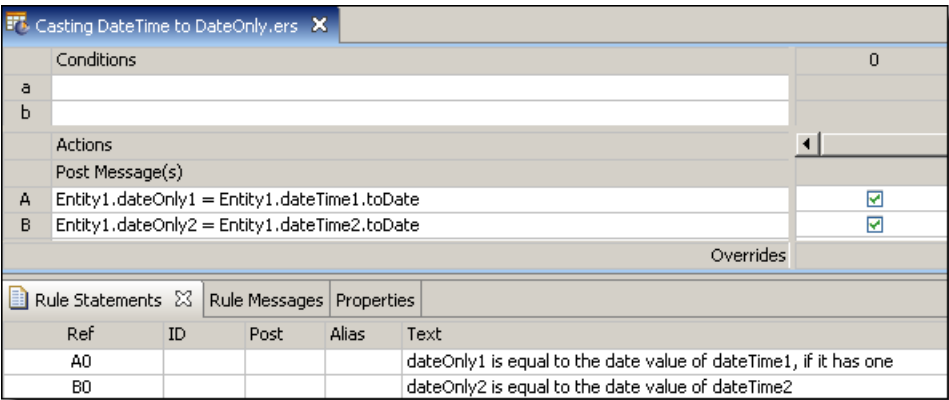 Casting DateTime to DateOnly.ers
Conditions 0
a
b
Actions
Post Message(s)
A Entity1.dateOnly1 = Entity1.dateTime1.toDate
B Entity1.dateOnly2 = Entity1.dateTime2.toDate
Overrides
Rule Statements Rule Messages Properties
Ref ID Post Alias Text
A0 dateOnly1 is equal to the date value of dateTime1, if it has one
B0 dateOnly2 is equal to the date value of dateTime2